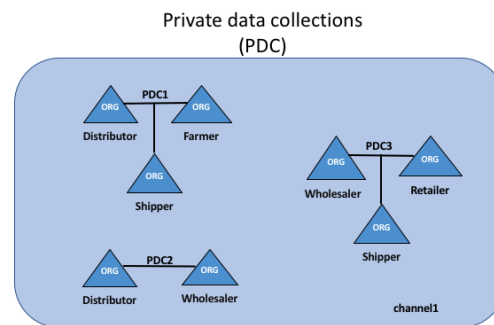 Private data collections
(PDC)
PDC1
ORG
ORG
Distributor
Farmer
ORG
Shipper
PDC3
ORG
ORG
Wholesaler
Retailer
ORG
Shipper
PDC2
ORG
ORG
Distributor
Wholesaler
channel1